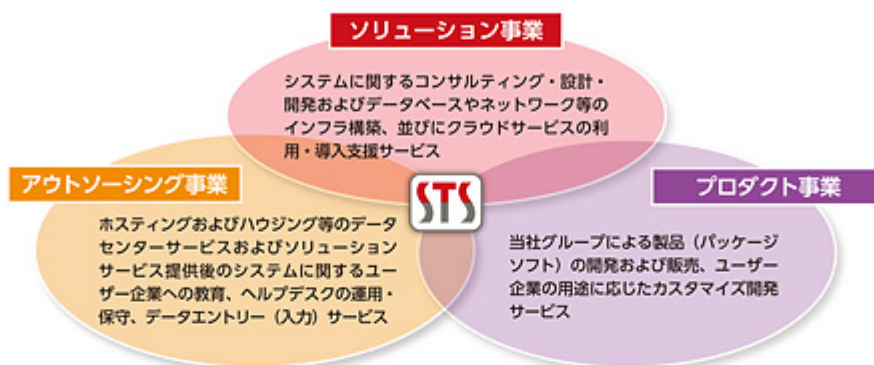 ソリューション事業
システムに関するコンサルティング・設計・
開発およびデータベースやネットワーク等の
インフラ構築、並びにクラウドサービスの利
用・導入支援サービス
アウトソーシング事業
ホスティングおよびハウジング等のデータ
センターサービスおよびソリューション
サービス提供後のシステムに関するユー
ザー企業への教育、ヘルプデスクの運用・
保守、データエントリー（入力）サービス
STS
プロダクト事業
当社グループによる製品（パッケージ
ソフト）の開発および販売、ユーザー
企業の用途に応じたカスタマイズ開発
サービス